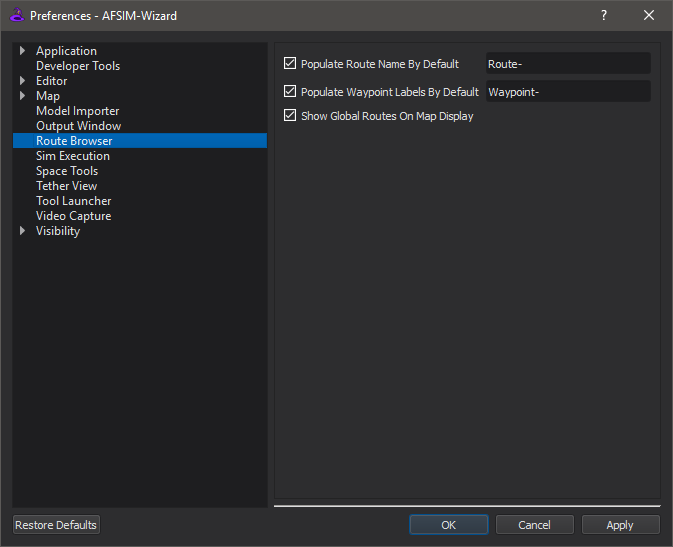 Preferences - AFSIM-Wizard
?
Application
Developer Tools
Editor
Map
Model Importer
Output Window
Route Browser
Sim Execution
Space Tools
Tether View
Tool Launcher
Video Capture
Visibility
Populate Route Name By Default Route-
Populate Waypoint Labels By Default Waypoint-
Show Global Routes On Map Display
Restore Defaults OK Cancel Apply